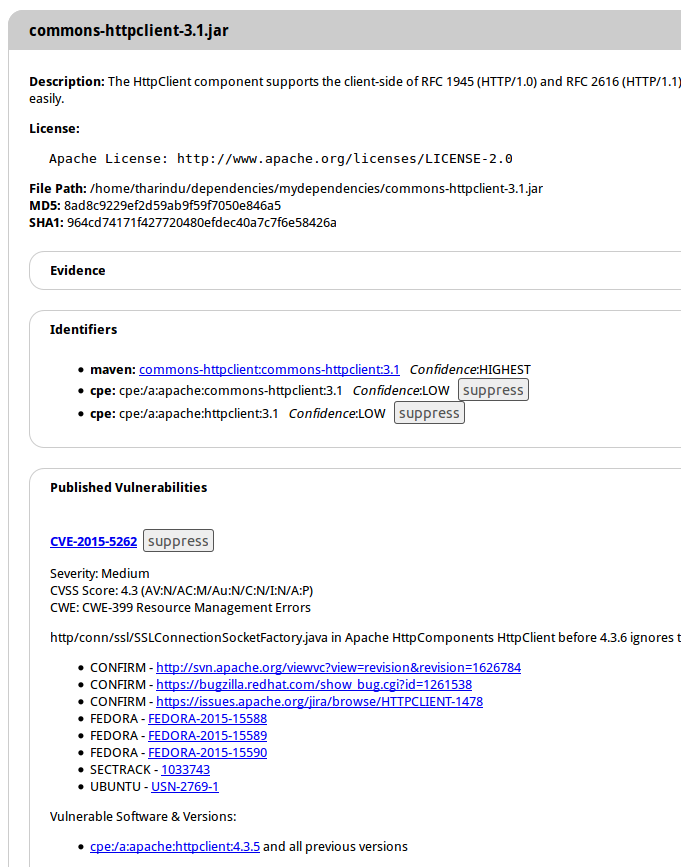 commons-httpclient-3.1.jar
Description: The HttpClient component supports the client-side of RFC 1945 (HTTP/1.0) and RFC 2616 (HTTP/1.1)
easily.
License:
Apache License: http://www.apache.org/licenses/LICENSE-2.0
File Path: /home/tharindu/dependencies/mydependencies/commons-httpclient-3.1.jar
MD5: 8ad8c9229ef2d59ab9f59f7050e846a5
SHA1: 964cd74171f427720480efdec40a7c7f6e58426a
Evidence
Identifiers
• maven: commons-httpclient:commons-httpclient:3.1 Confidence:HIGHEST
• cpe: cpe:/a:apache:commons-httpclient:3.1 Confidence:LOW suppress
• cpe: cpe:/a:apache:httpclient:3.1 Confidence:LOW suppress
Published Vulnerabilities
CVE-2015-5262 suppress
Severity: Medium
CVSS Score: 4.3 (AV:N/AC:M/Au:N/C:N/I:N/A:P)
CWE: CWE-399 Resource Management Errors
http/conn/ssl/SSLConnectionSocketFactory.java in Apache HttpComponents HttpClient before 4.3.6 ignores t
• CONFIRM - http://svn.apache.org/viewvc?view=revision&revision=1626784
• CONFIRM - https://bugzilla.redhat.com/show_bug.cgi?id=1261538
• CONFIRM - https://issues.apache.org/jira/browse/HTTPCLIENT-1478
• FEDORA - FEDORA-2015-15588
• FEDORA - FEDORA-2015-15589
• FEDORA - FEDORA-2015-15590
• SECTRACK - 1033743
• UBUNTU - USN-2769-1
Vulnerable Software & Versions:
• cpe:/a:apache:httpclient:4.3.5 and all previous versions